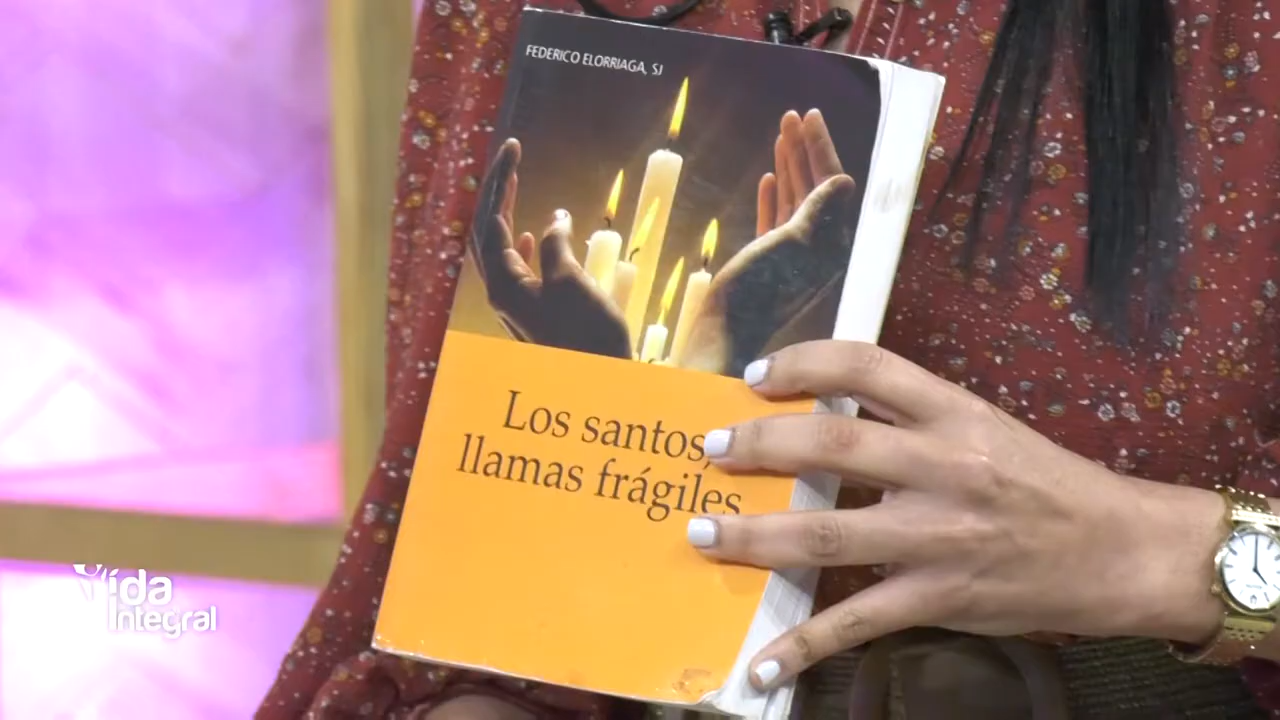 FEDERICO ELORRIAGA, SJ
Los santos,
llamas frágiles
Vida
Integral